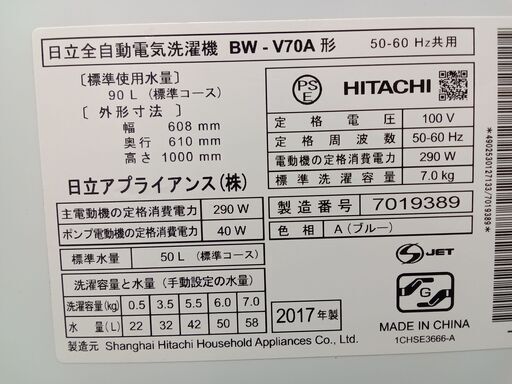 日立全自動電気洗濯機 BW-V70A 形 50-60 Hz共用
〔標準使用水量〕
90 L（標準コース）
〔 外形寸法 〕
幅 608 mm
奥行 610 mm
高さ 1000 mm
日立アプライアンス(株)
PS
E
HITACHI
定格電圧 100 V
定格周波数 50-60 Hz
電動機の定格消費電力 290 W
標準洗濯容量 7.0 kg
主電動機の定格消費電力 290 W
ポンプ電動機の定格消費電力 40 W
製造番号 7019389
標準水量 50 L（標準コース）
色相 A（ブルー）
JET
洗濯容量と水量（手動設定の水量）
洗濯容量(kg) 0.5 3.5 5.5 6.0 7.0
水量(L) 22 32 42 50 58
2017年製
G
MADE IN CHINA
1CHSE3666-A
製造元 Shanghai Hitachi Household Appliances Co., Ltd.
*4902530127133/7019389*